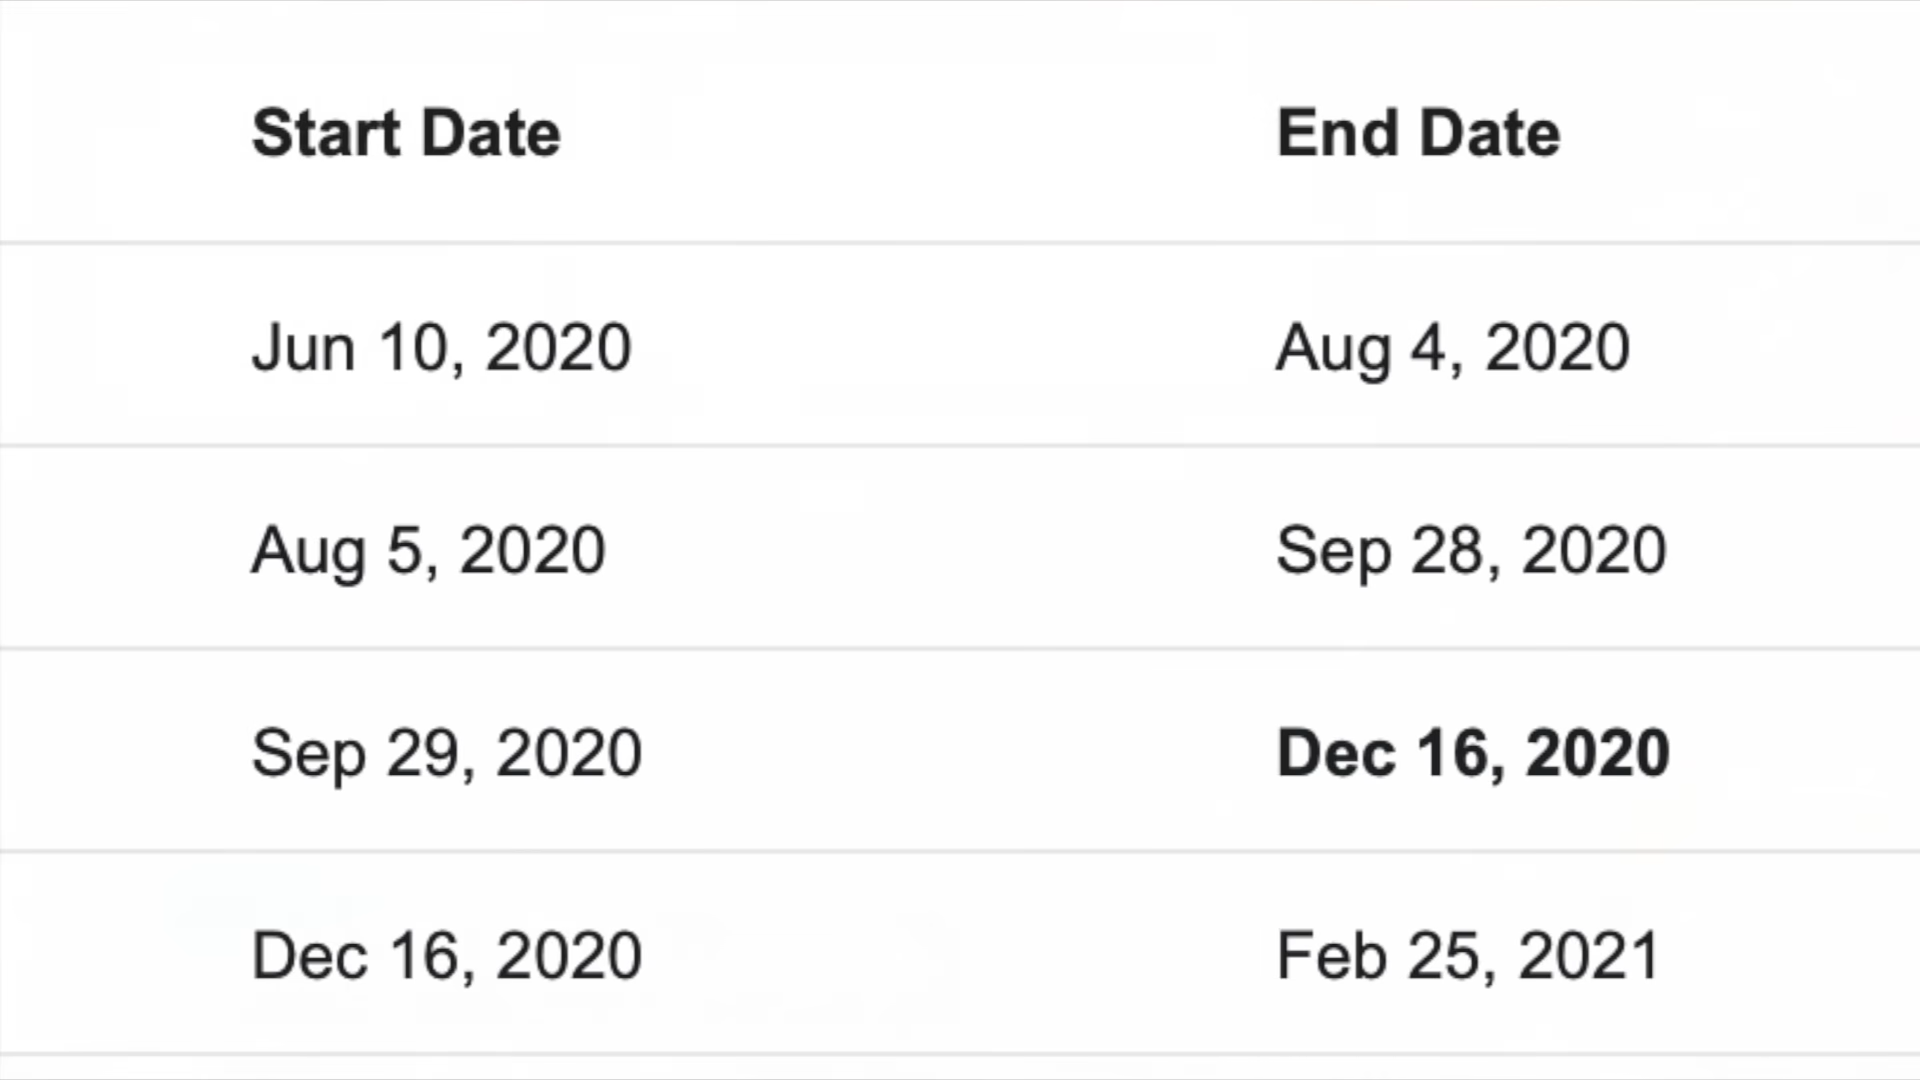 Start Date End Date
Jun 10, 2020 Aug 4, 2020
Aug 5, 2020 Sep 28, 2020
Sep 29, 2020 Dec 16, 2020
Dec 16, 2020 Feb 25, 2021